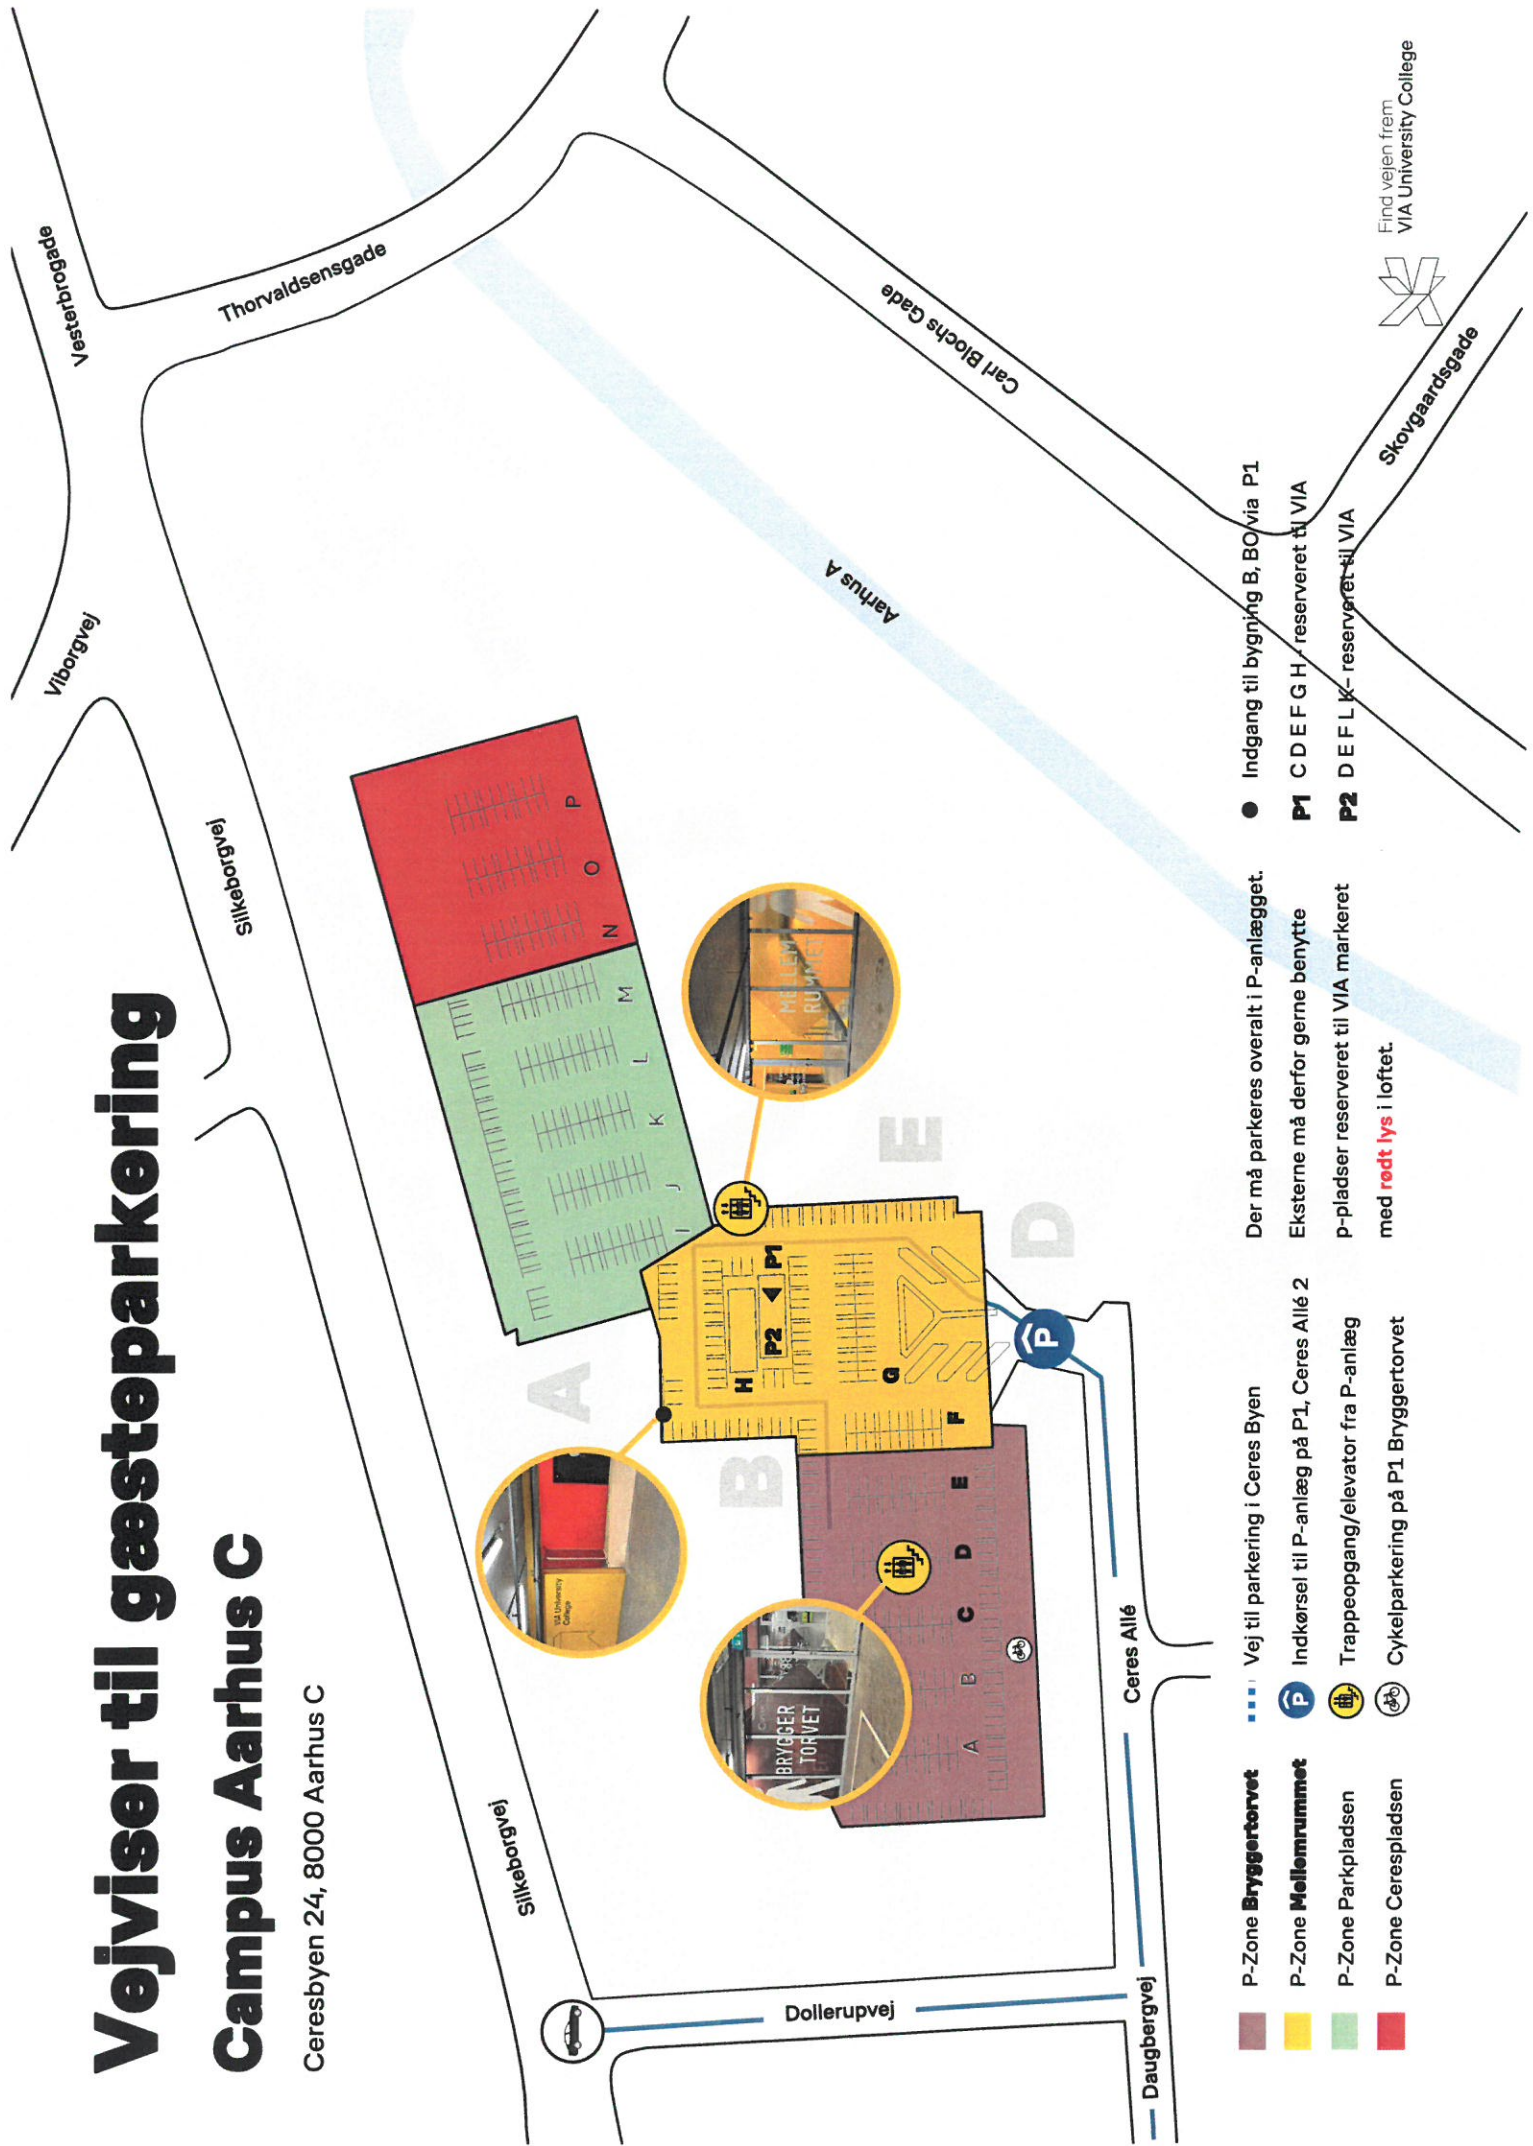 Vejviser til gæsteparkering
Campus Aarhus C
Ceresbyen 24, 8000 Aarhus C
Viborgvej
Vesterbrogade
Silkeborgvej
Thorvaldsensgade
Silkeborgvej
Carl Blochs Gade
Aarhus Å
Skovgaardsgade
Dollerupvej
Daugbergvej
Ceres Allé
A
B
D
E
N O P
I J K L M
H
P2 P1
G
F
A B C D E
P
VIA University
College
BRYGGER
TORVET
MELLEM
RUMMET
P-Zone Bryggertorvet
P-Zone Mellemrummet
P-Zone Parkpladsen
P-Zone Cerespladsen
Vej til parkering i Ceres Byen
P Indkørsel til P-anlæg på P1, Ceres Allé 2
Trappeopgang/elevator fra P-anlæg
Cykelparkering på P1 Bryggertorvet
Der må parkeres overalt i P-anlægget.
Eksterne må derfor gerne benytte
p-pladser reserveret til VIA markeret
med rødt lys i loftet.
● Indgang til bygning B, BO via P1
P1 C D E F G H - reserveret til VIA
P2 D E F L K – reserveret til VIA
Find vejen frem
VIA University College